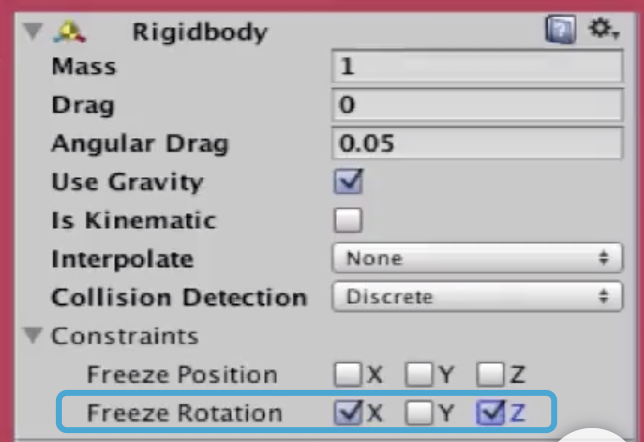 Rigidbody
Mass 1
Drag 0
Angular Drag 0.05
Use Gravity
Is Kinematic
Interpolate None
Collision Detection Discrete
Constraints
Freeze Position X Y Z
Freeze Rotation X Y Z